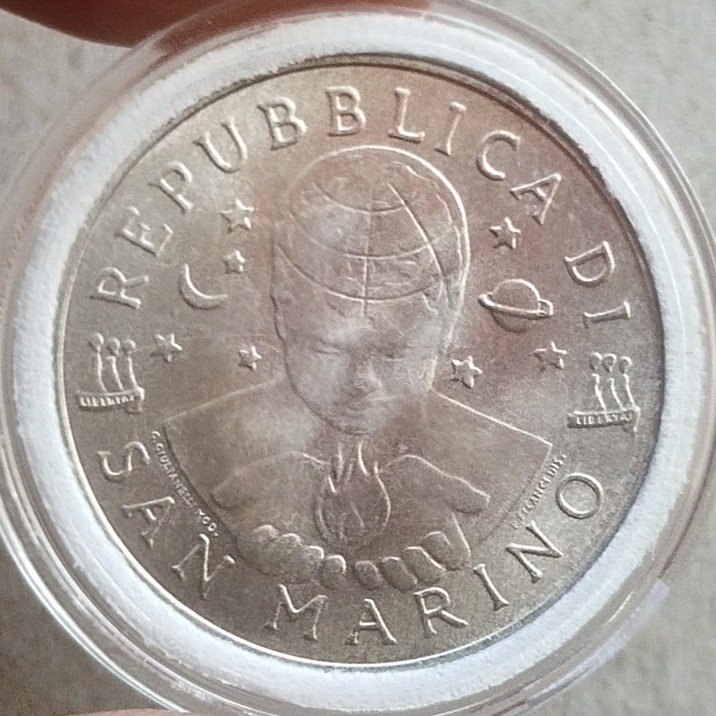 REPUBBLICA DI
SAN MARINO
LIBERTAS
LIBERTAS